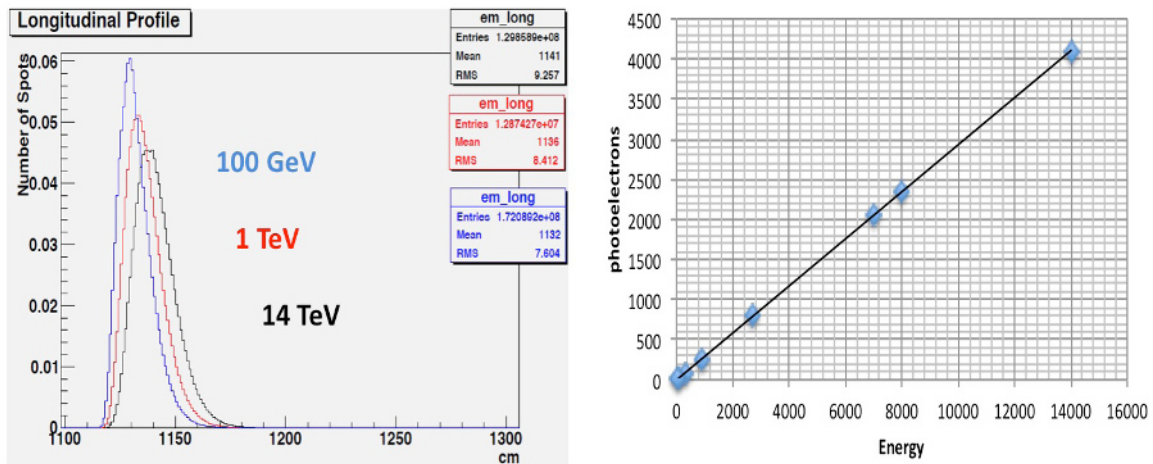 Longitudinal Profile
Number of Spots
0.06
0.05
0.04
0.03
0.02
0.01
0
1100
1150
1200
1250
1300
cm
100 GeV
1 TeV
14 TeV
em_long
Entries 1.298589e+08
Mean 1141
RMS 9.257
em_long
Entries 1.287427e+07
Mean 1136
RMS 8.412
em_long
Entries 1.720892e+08
Mean 1132
RMS 7.604
photoelectrons
4500
4000
3500
3000
2500
2000
1500
1000
500
0
0
2000
4000
6000
8000
10000
12000
14000
16000
Energy